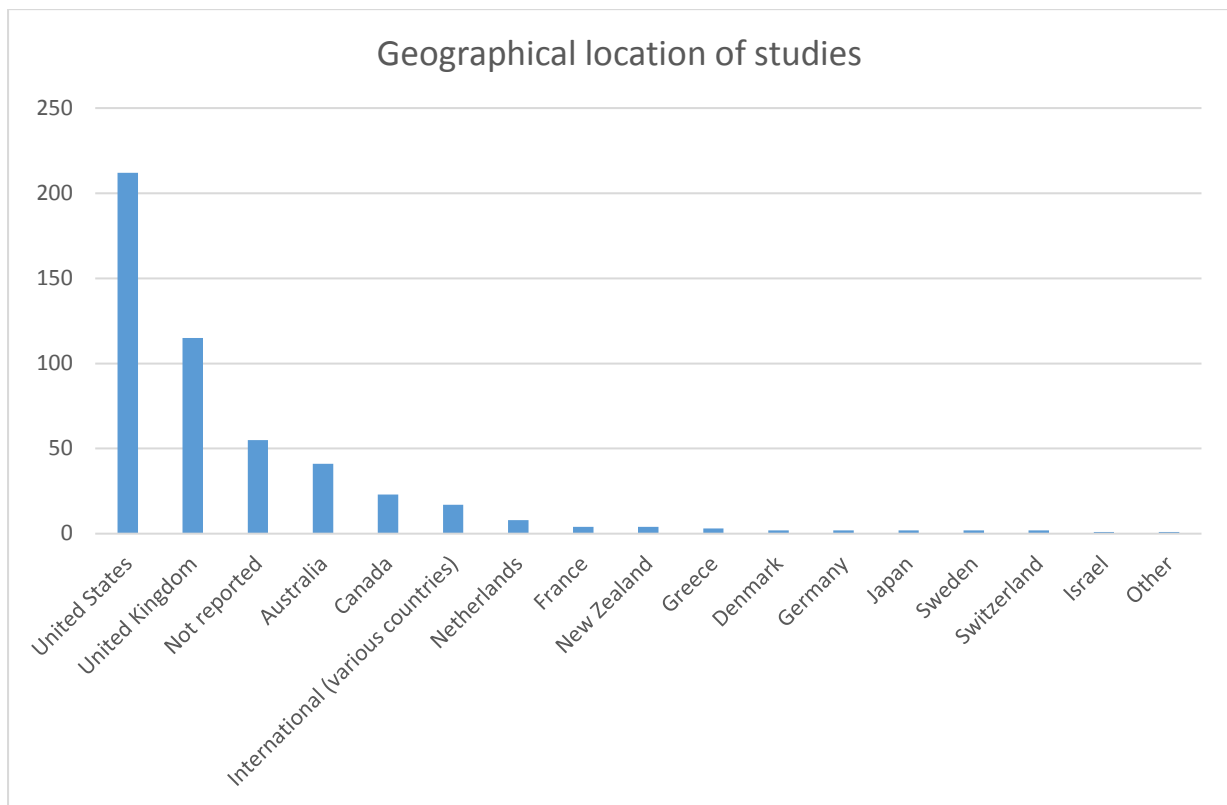 Geographical location of studies
250
200
150
100
50
0
United States
United Kingdom
Not reported
Australia
Canada
International (various countries)
Netherlands
France
New Zealand
Greece
Denmark
Germany
Japan
Sweden
Switzerland
Israel
Other